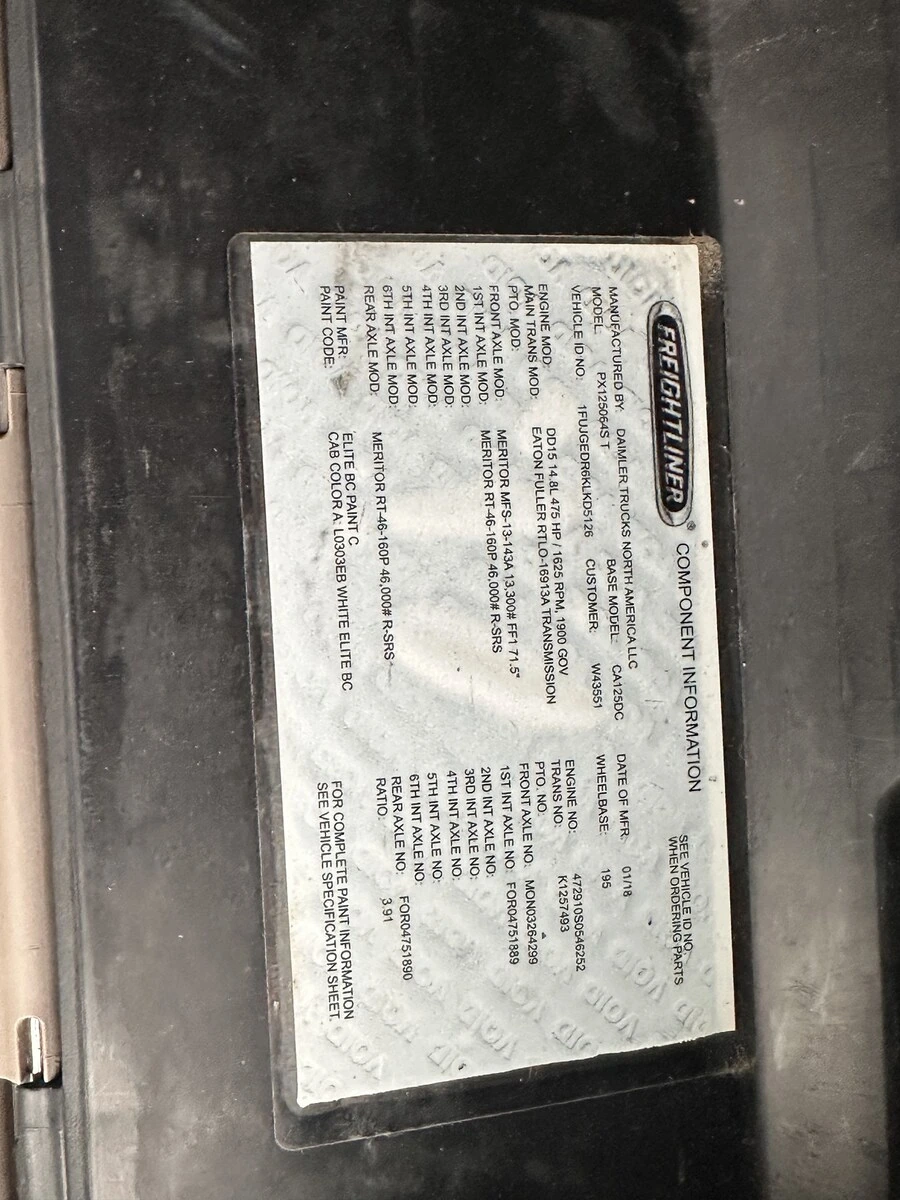 FREIGHTLINER® COMPONENT INFORMATION
SEE VEHICLE ID NO.
WHEN ORDERING PARTS
MANUFACTURED BY: DAIMLER TRUCKS NORTH AMERICA LLC DATE OF MFR: 01/18
MODEL: PX125064S T BASE MODEL: CA125DC WHEELBASE: 195
VEHICLE ID NO: 1FUJGEDR6KLKD5126 CUSTOMER: W43551
ENGINE MOD: DD15 14.8L 475 HP / 1625 RPM, 1900 GOV ENGINE NO: 472910S0546252
MAIN TRANS MOD: EATON FULLER RTLO-16913A TRANSMISSION TRANS NO: K1257493
PTO. MOD: PTO. NO:
FRONT AXLE MOD: MERITOR MFS-13-143A 13,300# FF1 71.5" FRONT AXLE NO. MON03264299
1ST INT AXLE MOD: MERITOR RT-46-160P 46,000# R-SRS 1ST INT AXLE NO: FOR04751889
2ND INT AXLE MOD: 2ND INT AXLE NO:
3RD INT AXLE MOD: 3RD INT AXLE NO:
4TH INT AXLE MOD: 4TH INT AXLE NO:
5TH INT AXLE MOD: 5TH INT AXLE NO:
6TH INT AXLE MOD: 6TH INT AXLE NO:
REAR AXLE MOD: MERITOR RT-46-160P 46,000# R-SRS REAR AXLE NO: FOR04751890
RATIO: 3.91
PAINT MFR: ELITE BC PAINT C
PAINT CODE: CAB COLOR A: L0303EB WHITE ELITE BC
FOR COMPLETE PAINT INFORMATION
SEE VEHICLE SPECIFICATION SHEET.